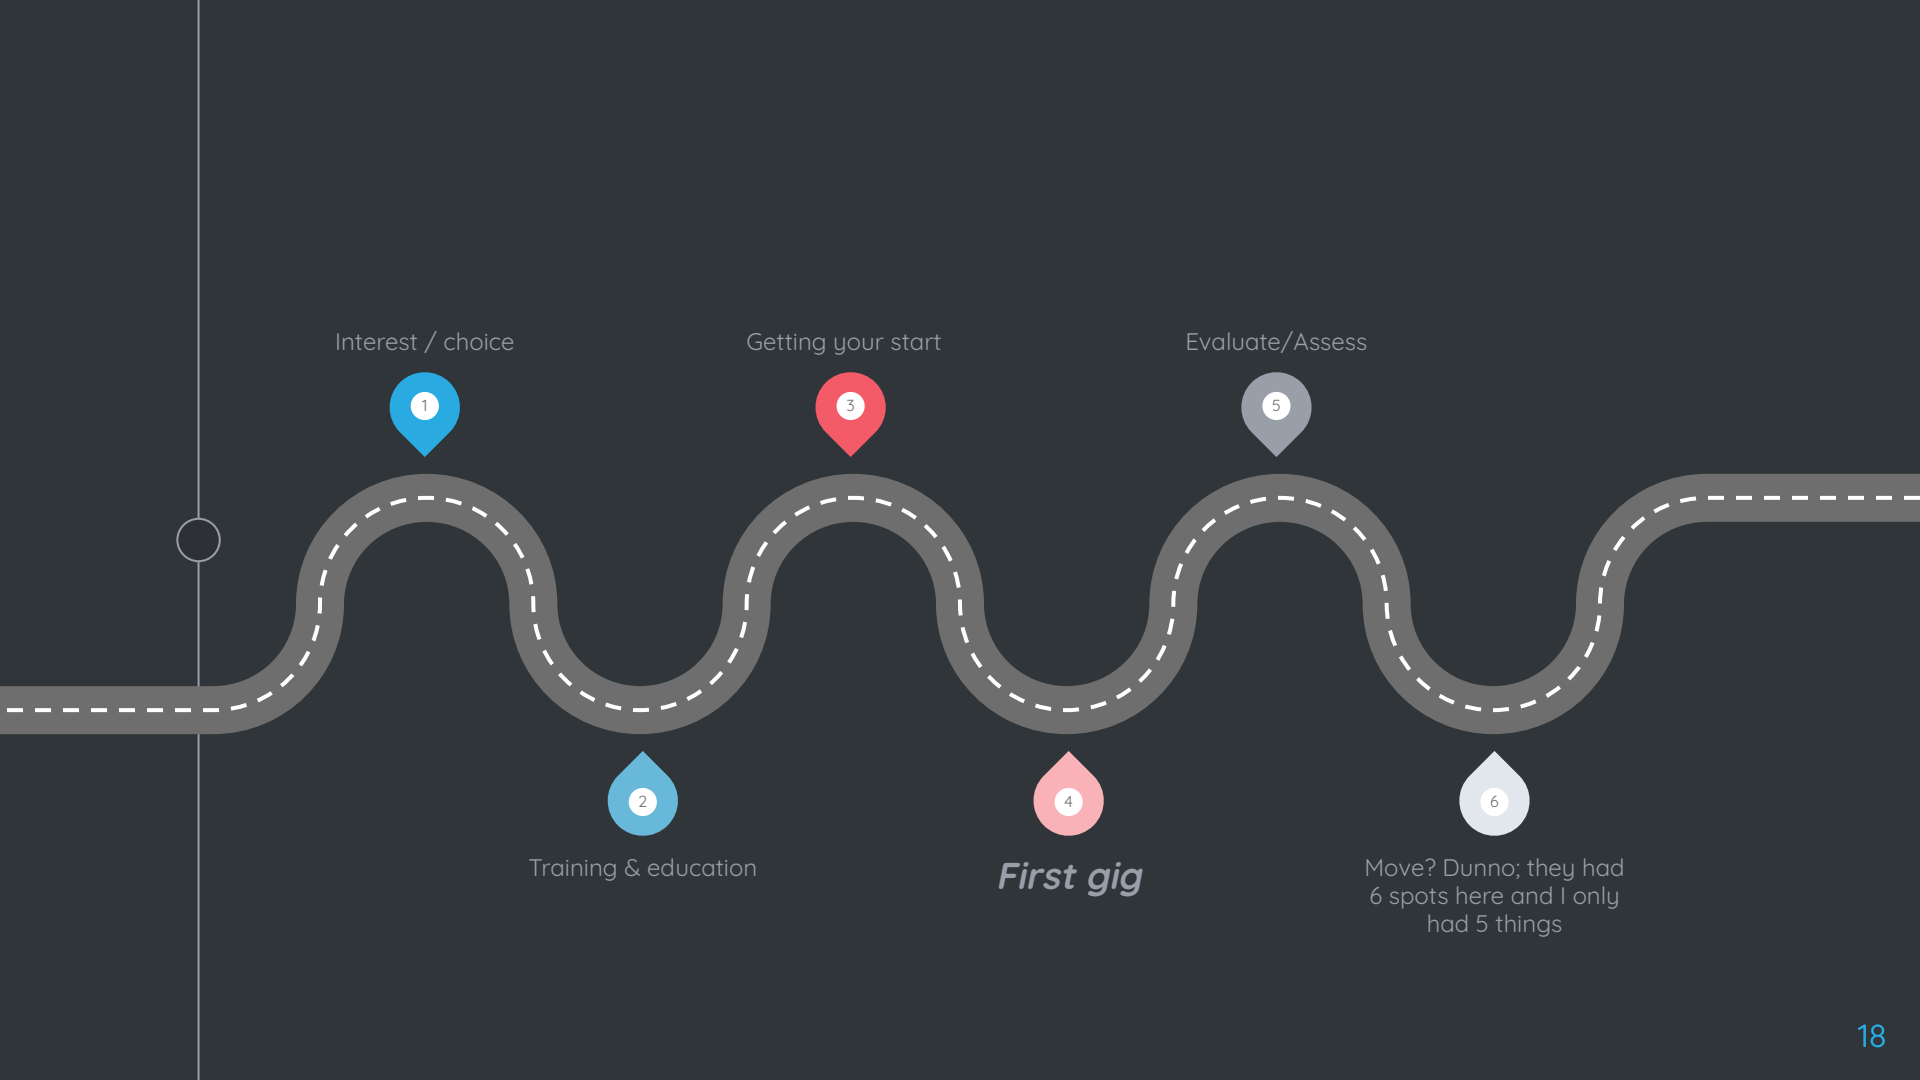 Interest / choice
1
Training & education
2
Getting your start
3
First gig
4
Evaluate/Assess
5
Move? Dunno; they had
6 spots here and I only
had 5 things
6
18